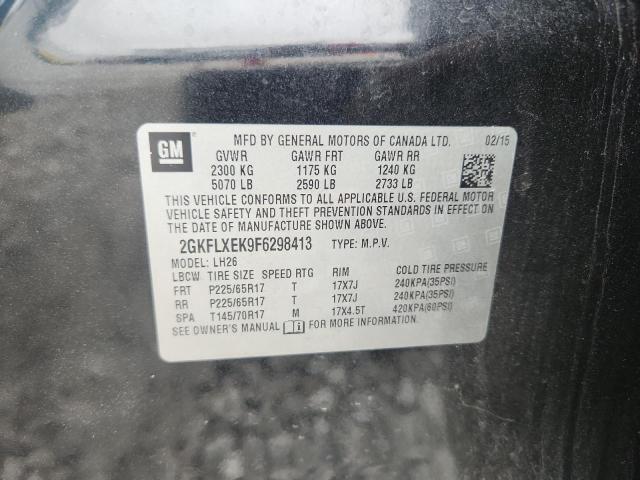 GM
MFD BY GENERAL MOTORS OF CANADA LTD. 02/15
GVWR GAWR FRT GAWR RR
2300 KG 1175 KG 1240 KG
5070 LB 2590 LB 2733 LB
THIS VEHICLE CONFORMS TO ALL APPLICABLE U.S. FEDERAL MOTOR
VEHICLE SAFETY AND THEFT PREVENTION STANDARDS IN EFFECT ON
THE DATE OF MANUFACTURE SHOWN ABOVE.
2GKFLXEK9F6298413 TYPE: M.P.V.
MODEL: LH26
LBCW TIRE SIZE SPEED RTG RIM COLD TIRE PRESSURE
FRT P225/65R17 T 17X7J 240KPA(35PSI)
RR P225/65R17 T 17X7J 240KPA(35PSI)
SPA T145/70R17 M 17X4.5T 420KPA(60PSI)
SEE OWNER'S MANUAL FOR MORE INFORMATION.